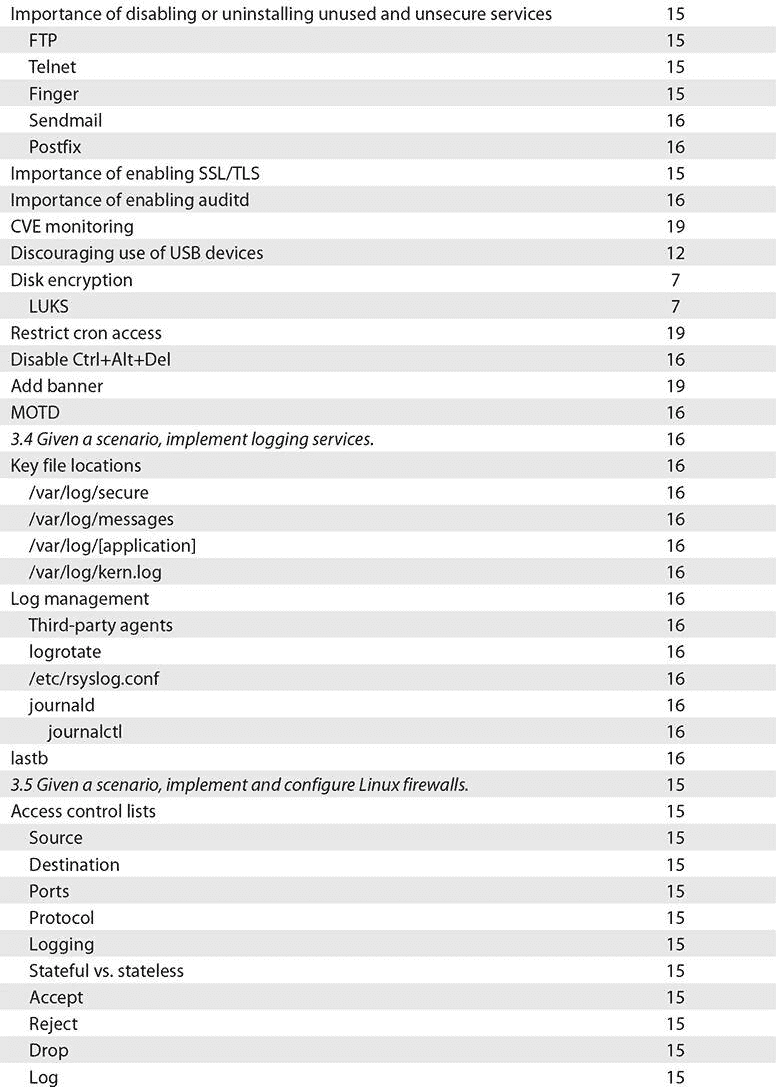 Importance of disabling or uninstalling unused and unsecure services 15
FTP 15
Telnet 15
Finger 15
Sendmail 16
Postfix 16
Importance of enabling SSL/TLS 15
Importance of enabling auditd 16
CVE monitoring 19
Discouraging use of USB devices 12
Disk encryption 7
LUKS 7
Restrict cron access 19
Disable Ctrl+Alt+Del 16
Add banner 19
MOTD 16
3.4 Given a scenario, implement logging services. 16
Key file locations 16
/var/log/secure 16
/var/log/messages 16
/var/log/[application] 16
/var/log/kern.log 16
Log management 16
Third-party agents 16
logrotate 16
/etc/rsyslog.conf 16
journald 16
journalctl 16
lastb 16
3.5 Given a scenario, implement and configure Linux firewalls. 15
Access control lists 15
Source 15
Destination 15
Ports 15
Protocol 15
Logging 15
Stateful vs. stateless 15
Accept 15
Reject 15
Drop 15
Log 15